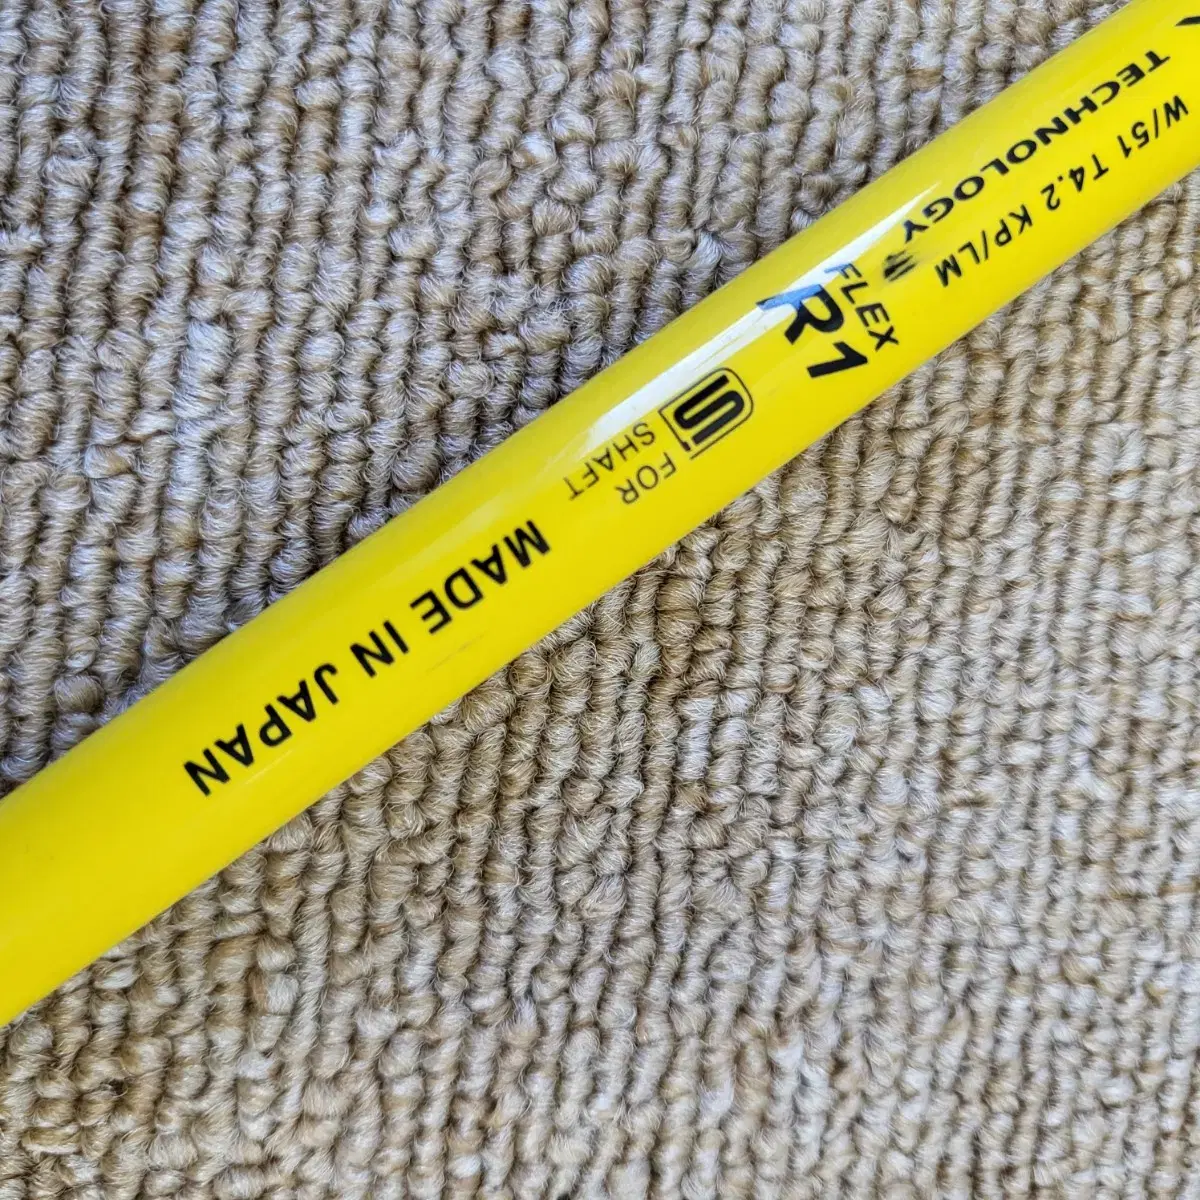 TECHNOLOGY
W/51 T4.2 KP/LM
FLEX
R1
S
FOR
SHAFT
MADE IN JAPAN